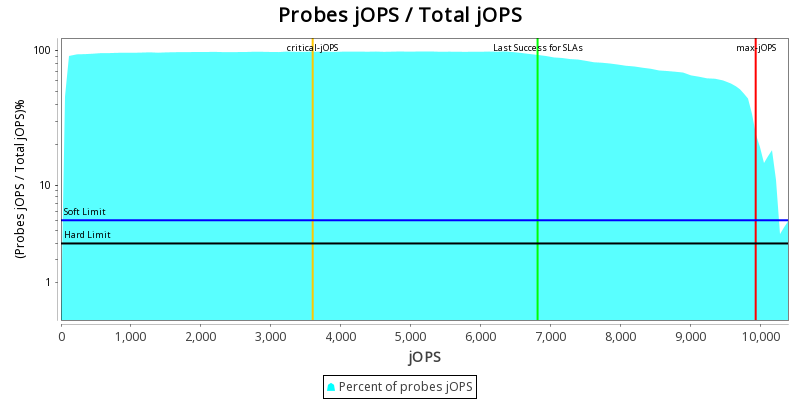 Probes jOPS / Total jOPS
(Probes jOPS / Total jOPS)%
100
10
1
critical-jOPS
Last Success for SLAs
max-jOPS
Soft Limit
Hard Limit
0 1,000 2,000 3,000 4,000 5,000 6,000 7,000 8,000 9,000 10,000
jOPS
Percent of probes jOPS